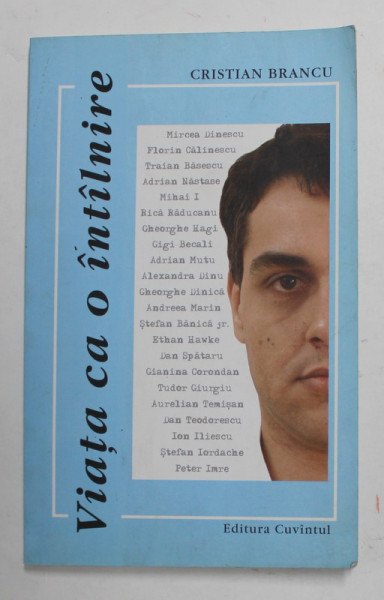 CRISTIAN BRANCU
Viața ca o întîlnire
Mircea Dinescu
Florin Călinescu
Traian Băsescu
Adrian Năstase
Mihai I
Rică Răducanu
Gheorghe Hagi
Gigi Becali
Adrian Mutu
Alexandra Dinu
Gheorghe Dinică
Andreea Marin
Ștefan Bănică jr.
Ethan Hawke
Dan Spătaru
Gianina Corondan
Tudor Giurgiu
Aurelian Temișan
Dan Teodorescu
Ion Iliescu
Ștefan Iordache
Peter Imre
Editura Cuvîntul